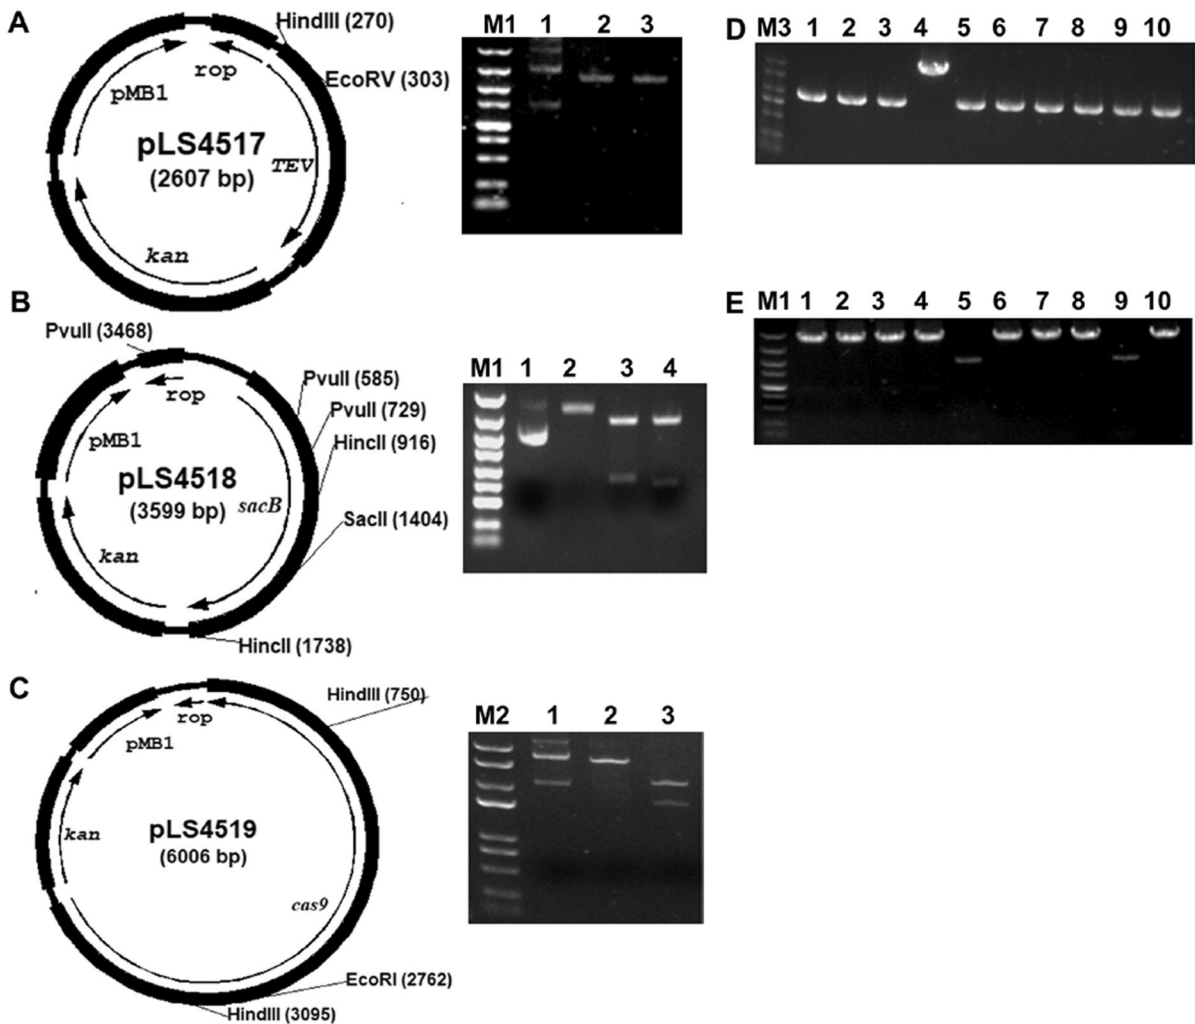 A
HindIII (270)
EcoRV (303)
rop
pMB1
pLS4517
(2607 bp)
TEV
kan
M1 1 2 3
B
PvuII (3468)
PvuII (585)
PvuII (729)
HincII (916)
SacII (1404)
HincII (1738)
rop
pMB1
pLS4518
(3599 bp)
sacB
kan
M1 1 2 3 4
C
HindIII (750)
rop
pMB1
kan
pLS4519
(6006 bp)
cas9
EcoRI (2762)
HindIII (3095)
M2 1 2 3
D
M3 1 2 3 4 5 6 7 8 9 10
E
M1 1 2 3 4 5 6 7 8 9 10